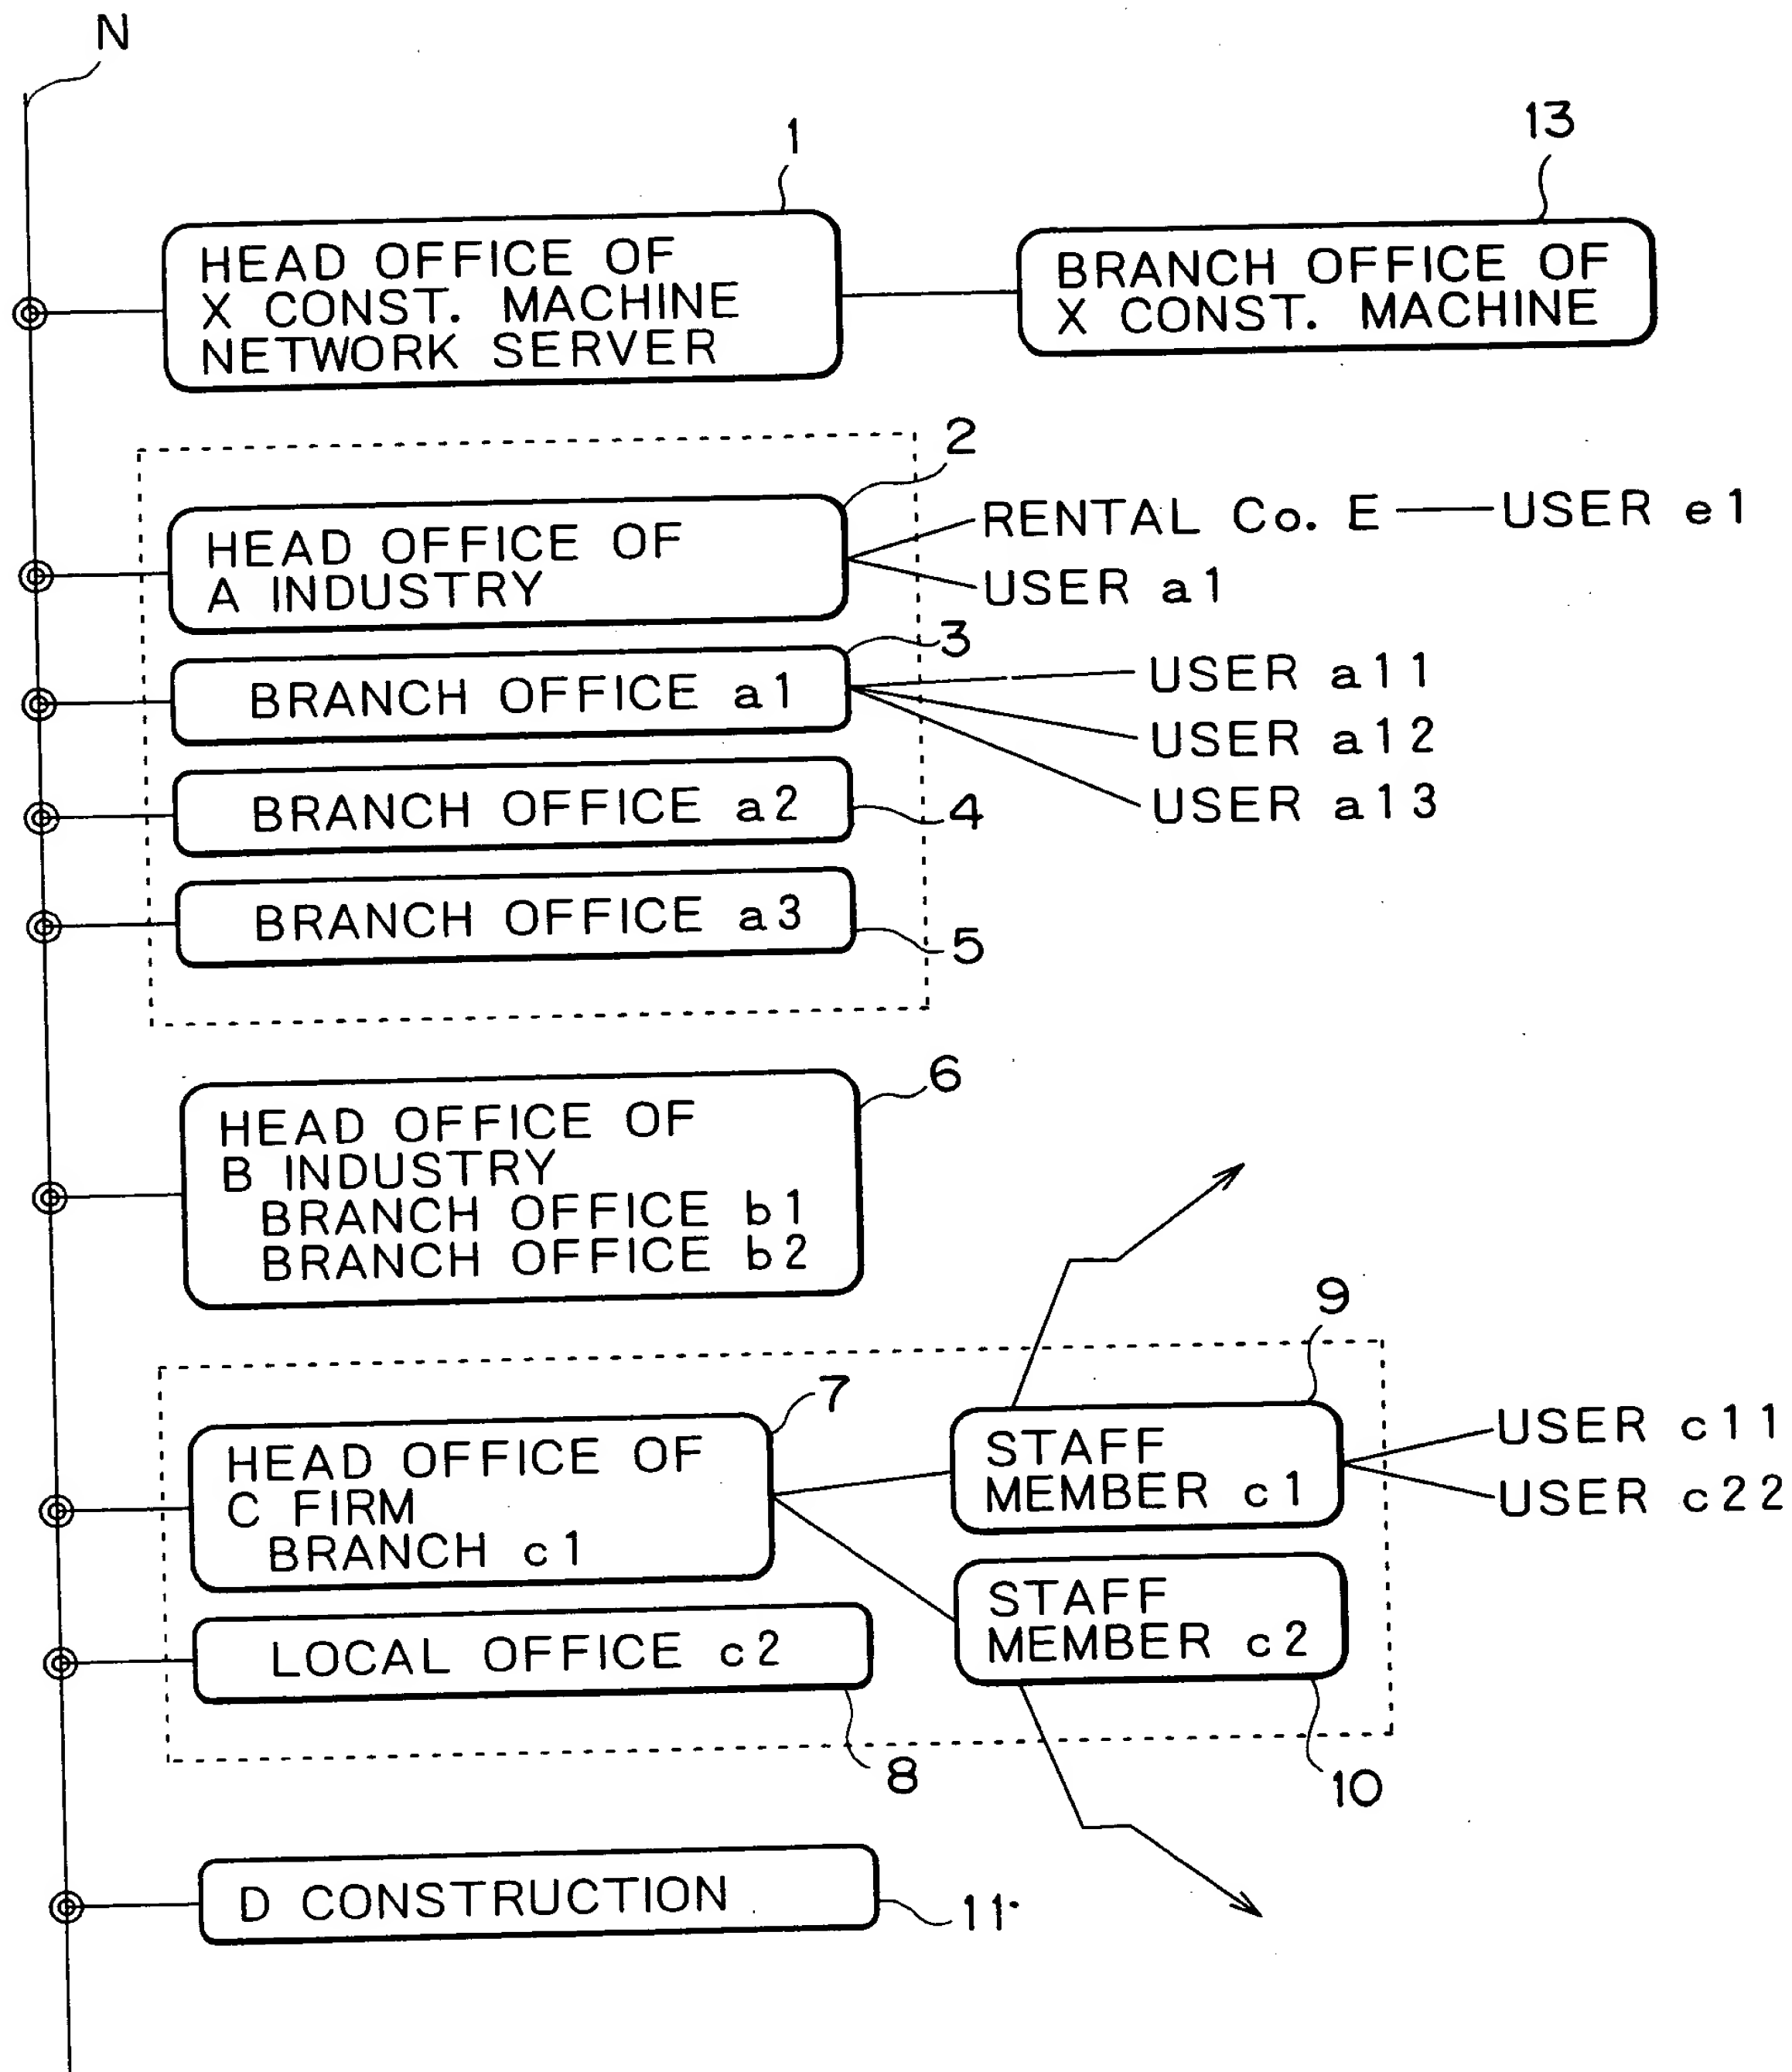 N
1
13
HEAD OFFICE OF
X CONST. MACHINE
NETWORK SERVER
BRANCH OFFICE OF
X CONST. MACHINE
2
HEAD OFFICE OF
A INDUSTRY
RENTAL Co. E
USER e1
USER a1
3
BRANCH OFFICE a1
USER a11
USER a12
USER a13
BRANCH OFFICE a2
4
BRANCH OFFICE a3
5
6
HEAD OFFICE OF
B INDUSTRY
BRANCH OFFICE b1
BRANCH OFFICE b2
9
7
HEAD OFFICE OF
C FIRM
BRANCH c1
STAFF
MEMBER c1
USER c11
USER c22
STAFF
MEMBER c2
LOCAL OFFICE c2
8
10
D CONSTRUCTION
11